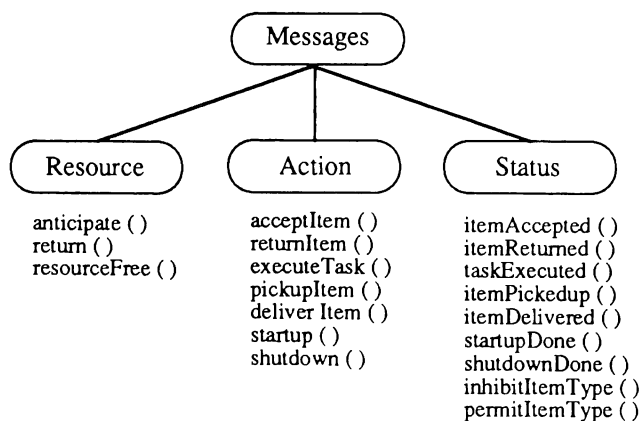 Messages
Resource
anticipate ( )
return ( )
resourceFree ( )
Action
acceptItem ( )
returnItem ( )
executeTask ( )
pickupItem ( )
deliver Item ( )
startup ( )
shutdown ( )
Status
itemAccepted ( )
itemReturned ( )
taskExecuted ( )
itemPickedup ( )
itemDelivered ( )
startupDone ( )
shutdownDone ( )
inhibitItemType ( )
permitItemType ( )